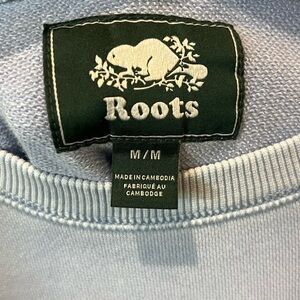 Roots
M/M
MADE IN CAMBODIA
FABRIQUÉ AU
CAMBODGE